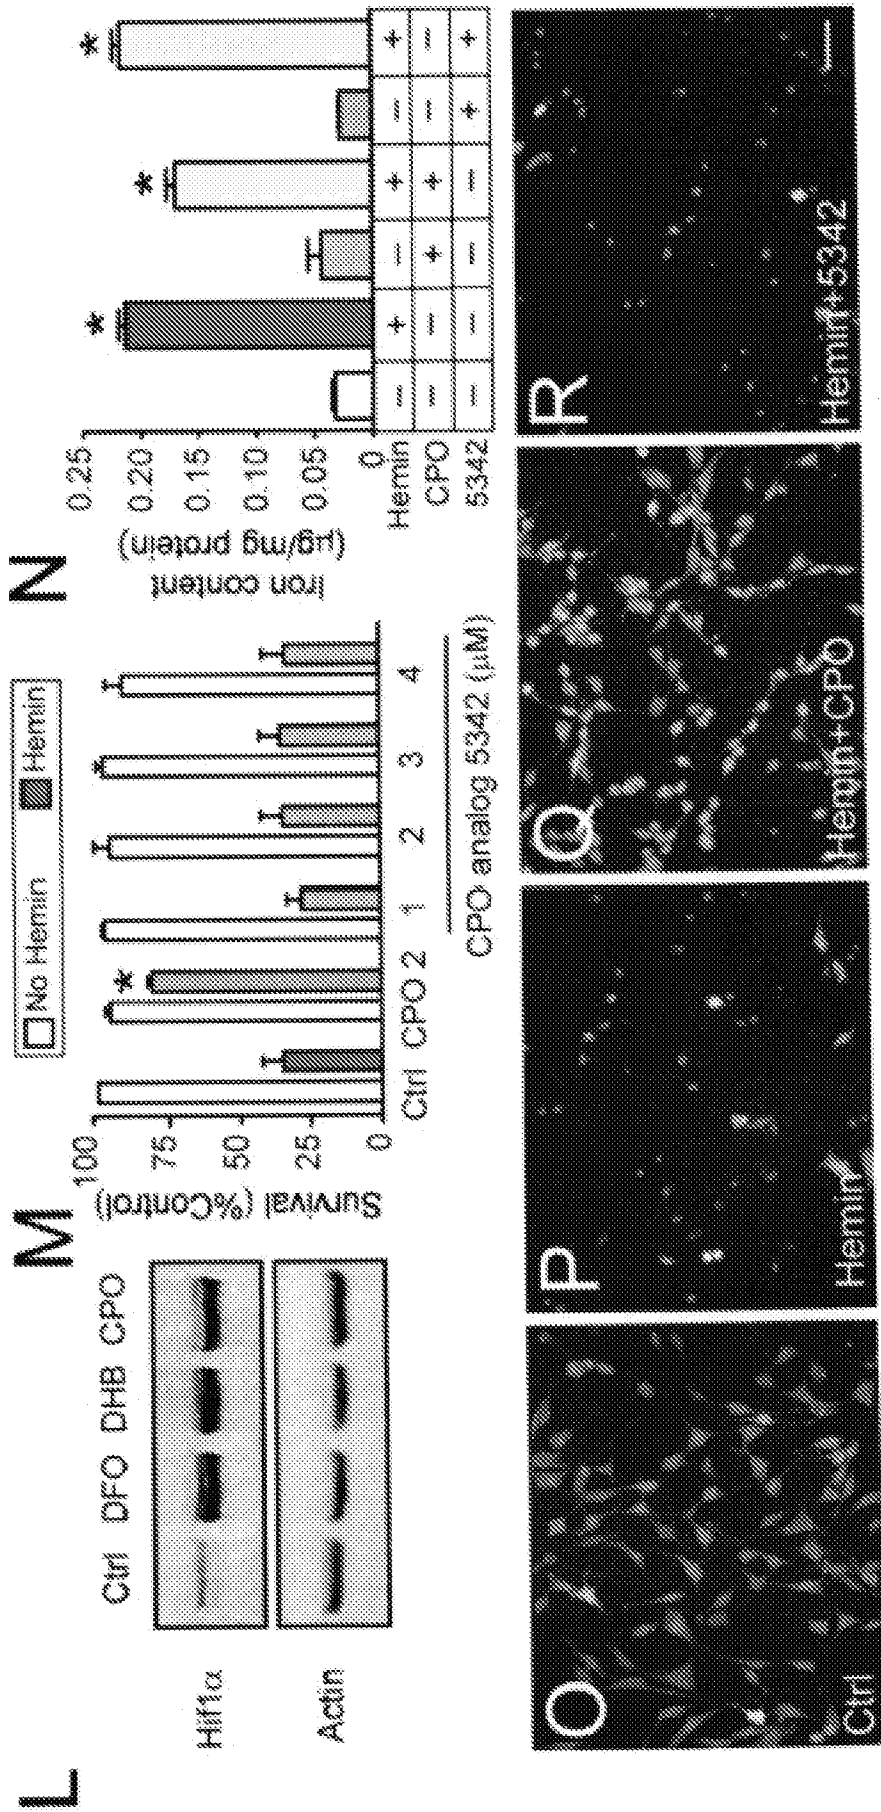 L
Ctrl DFO DHB CPO
Hif1α
Actin
M
No Hemin Hemin
Survival (%Control)
100
75
50
25
0
Ctrl CPO 2 1 2 3 4
CPO analog 5342 (μM)
*
N
Iron content
(μg/mg protein)
0.25
0.20
0.15
0.10
0.05
0
* * *
Hemin − + − + − +
CPO − − + + − −
5342 − − − − + +
O
Ctrl
P
Hemin
Q
Hemin+CPO
R
Hemin+5342